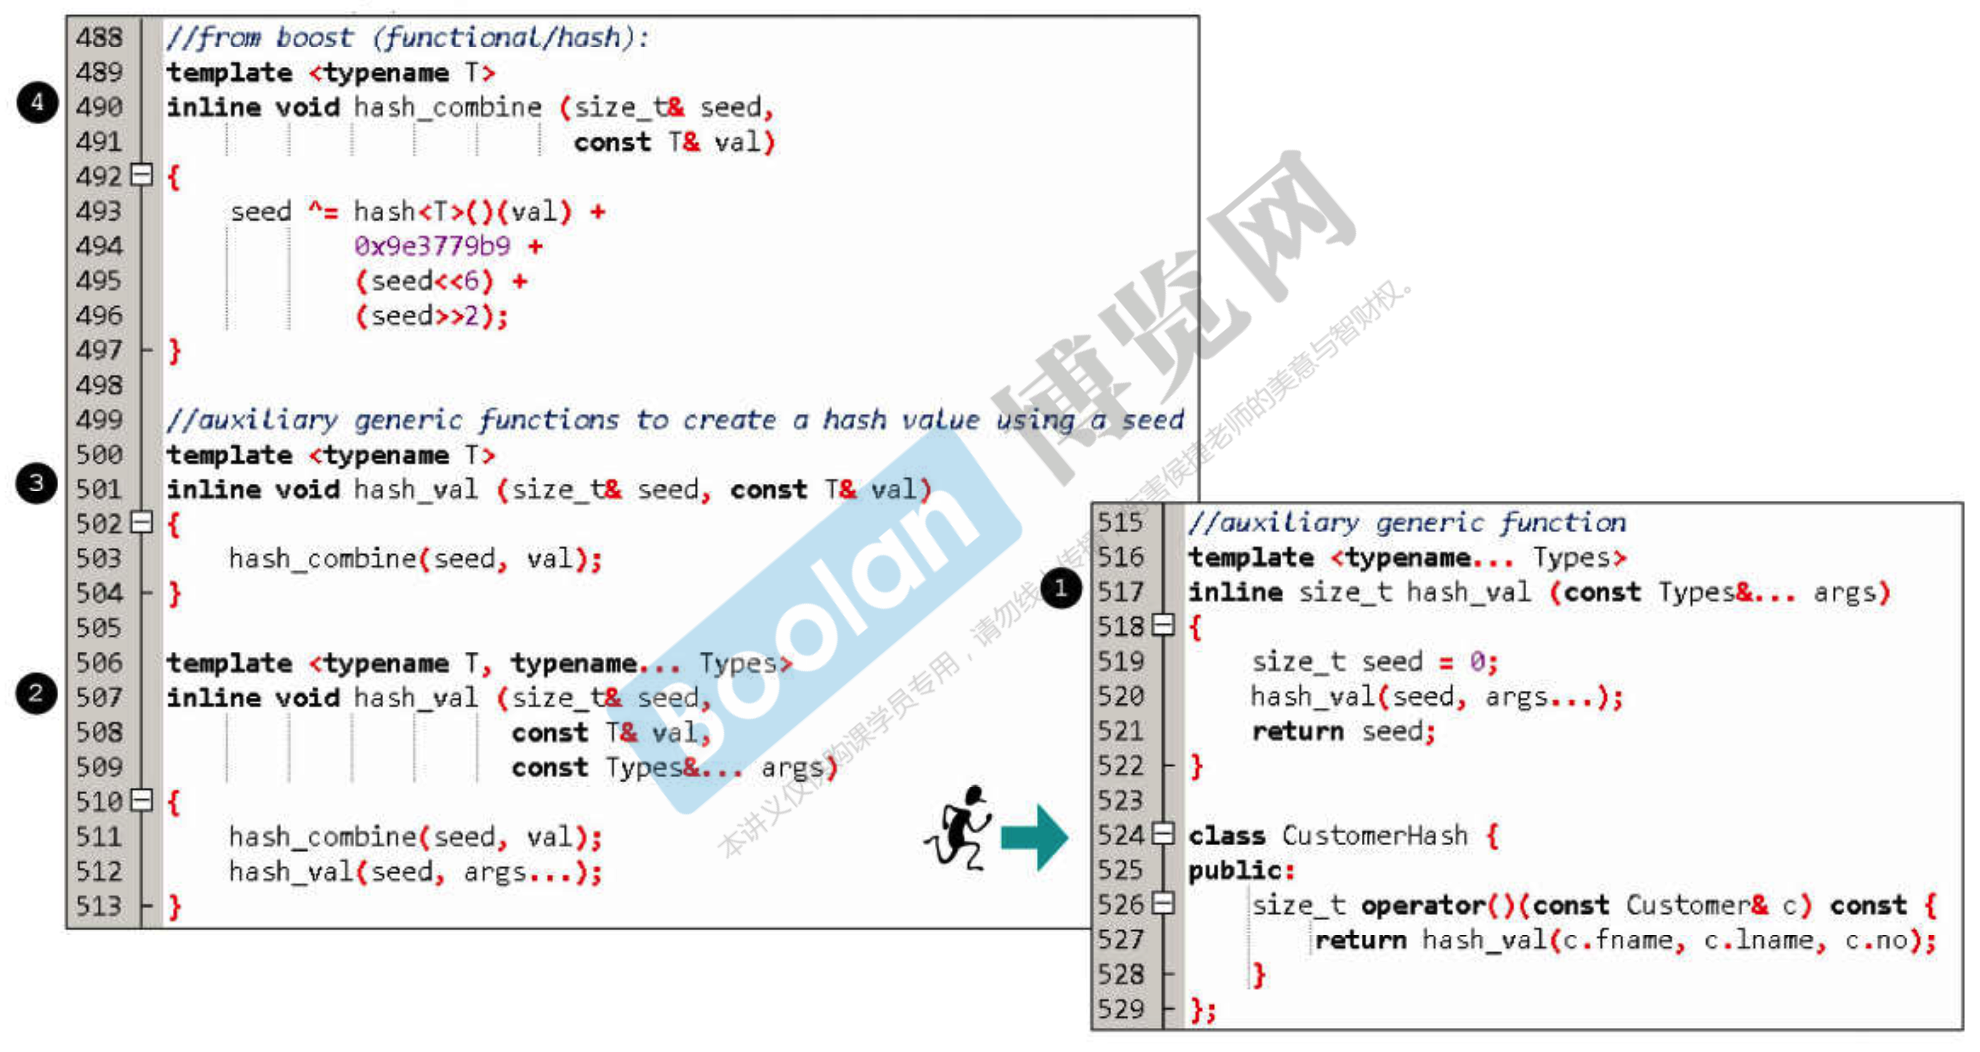 488 //from boost (functional/hash):
489 template <typename T>
4 490 inline void hash_combine (size_t& seed,
491 const T& val)
492 {
493 seed ^= hash<T>()(val) +
494 0x9e3779b9 +
495 (seed<<6) +
496 (seed>>2);
497 }
498
499 //auxiliary generic functions to create a hash value using a seed
500 template <typename T>
3 501 inline void hash_val (size_t& seed, const T& val)
502 {
503 hash_combine(seed, val);
504 }
505
506 template <typename T, typename... Types>
2 507 inline void hash_val (size_t& seed,
508 const T& val,
509 const Types&... args)
510 {
511 hash_combine(seed, val);
512 hash_val(seed, args...);
513 }
515 //auxiliary generic function
516 template <typename... Types>
1 517 inline size_t hash_val (const Types&... args)
518 {
519 size_t seed = 0;
520 hash_val(seed, args...);
521 return seed;
522 }
523
524 class CustomerHash {
525 public:
526 size_t operator()(const Customer& c) const {
527 return hash_val(c.fname, c.lname, c.no);
528 }
529 };
boolan 博览网
本讲义仅供购课学员专用，请勿线上传播 害侯捷老师的美意与智财权。